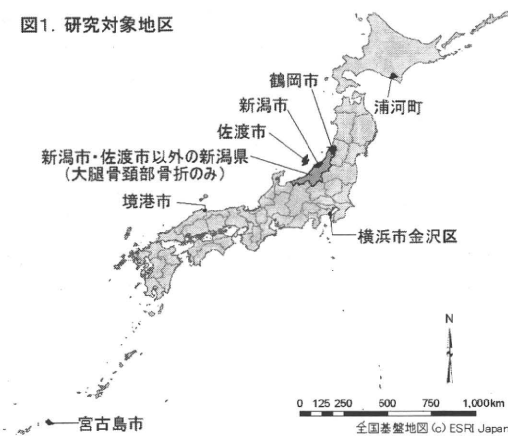 図1. 研究対象地区
鶴岡市
新潟市
佐渡市
浦河町
新潟市・佐渡市以外の新潟県
（大腿骨頸部骨折のみ）
境港市
横浜市金沢区
N
0 125 250 500 750 1,000km
全国基盤地図 (c) ESRI Japan
宮古島市